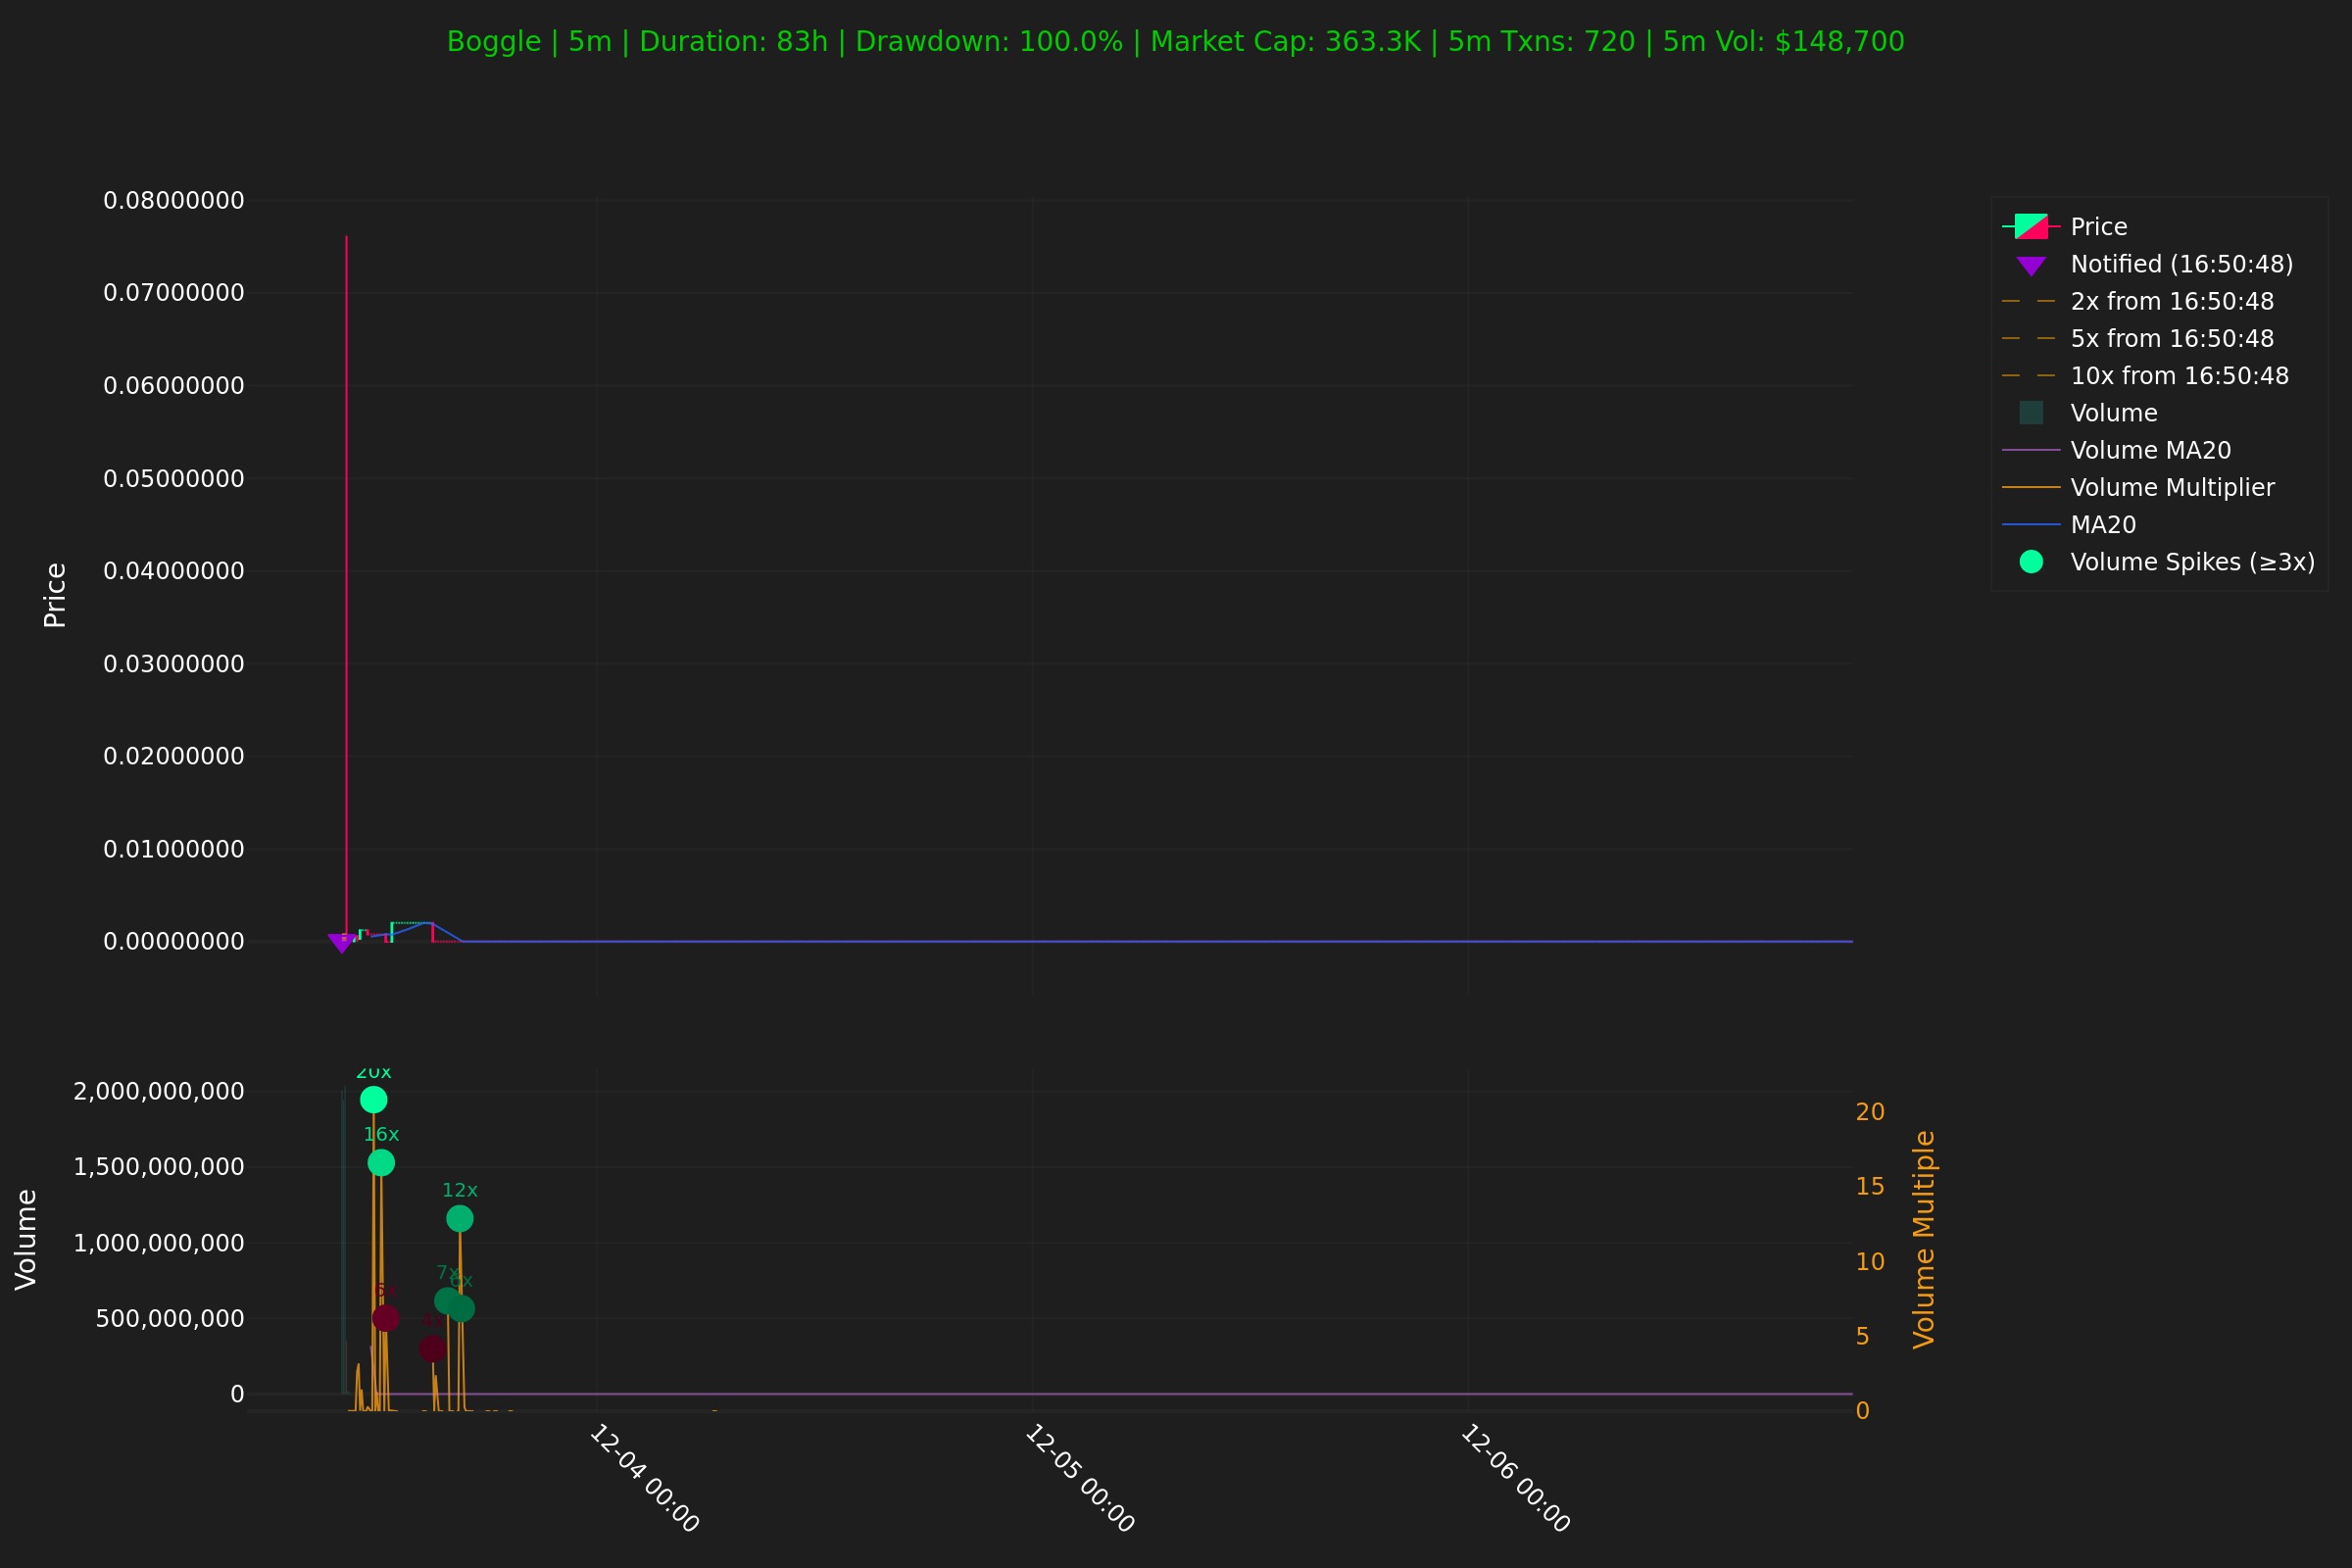 Boggle | 5m | Duration: 83h | Drawdown: 100.0% | Market Cap: 363.3K | 5m Txns: 720 | 5m Vol: $148,700
Price
0.08000000
0.07000000
0.06000000
0.05000000
0.04000000
0.03000000
0.02000000
0.01000000
0.00000000
Price
Notified (16:50:48)
2x from 16:50:48
5x from 16:50:48
10x from 16:50:48
Volume
Volume MA20
Volume Multiplier
MA20
Volume Spikes (≥3x)
Volume
2,000,000,000
1,500,000,000
1,000,000,000
500,000,000
0
20x
16x
12x
7x
6x
4x
20
15
10
5
0
Volume Multiple
12-04 00:00
12-05 00:00
12-06 00:00